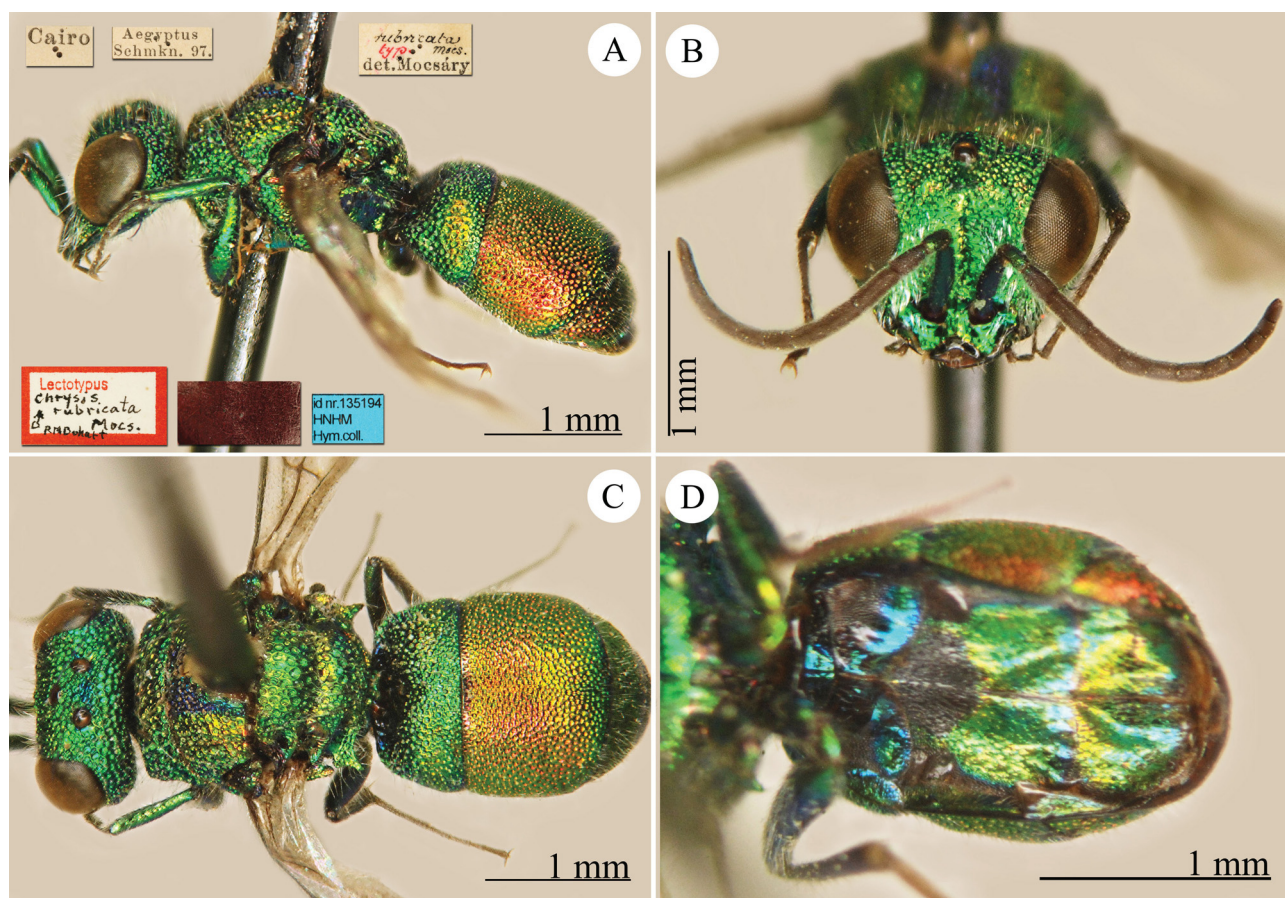 Cairo
Aegyptus
Schmkn. 97.
rubricata
typ. mocs.
det. Mocsáry
A
B
Lectotypus
Chrysis
rubricata
Mocs.
id nr.135194
HNHM
Hym.coll.
1 mm
1 mm
C
D
1 mm
1 mm